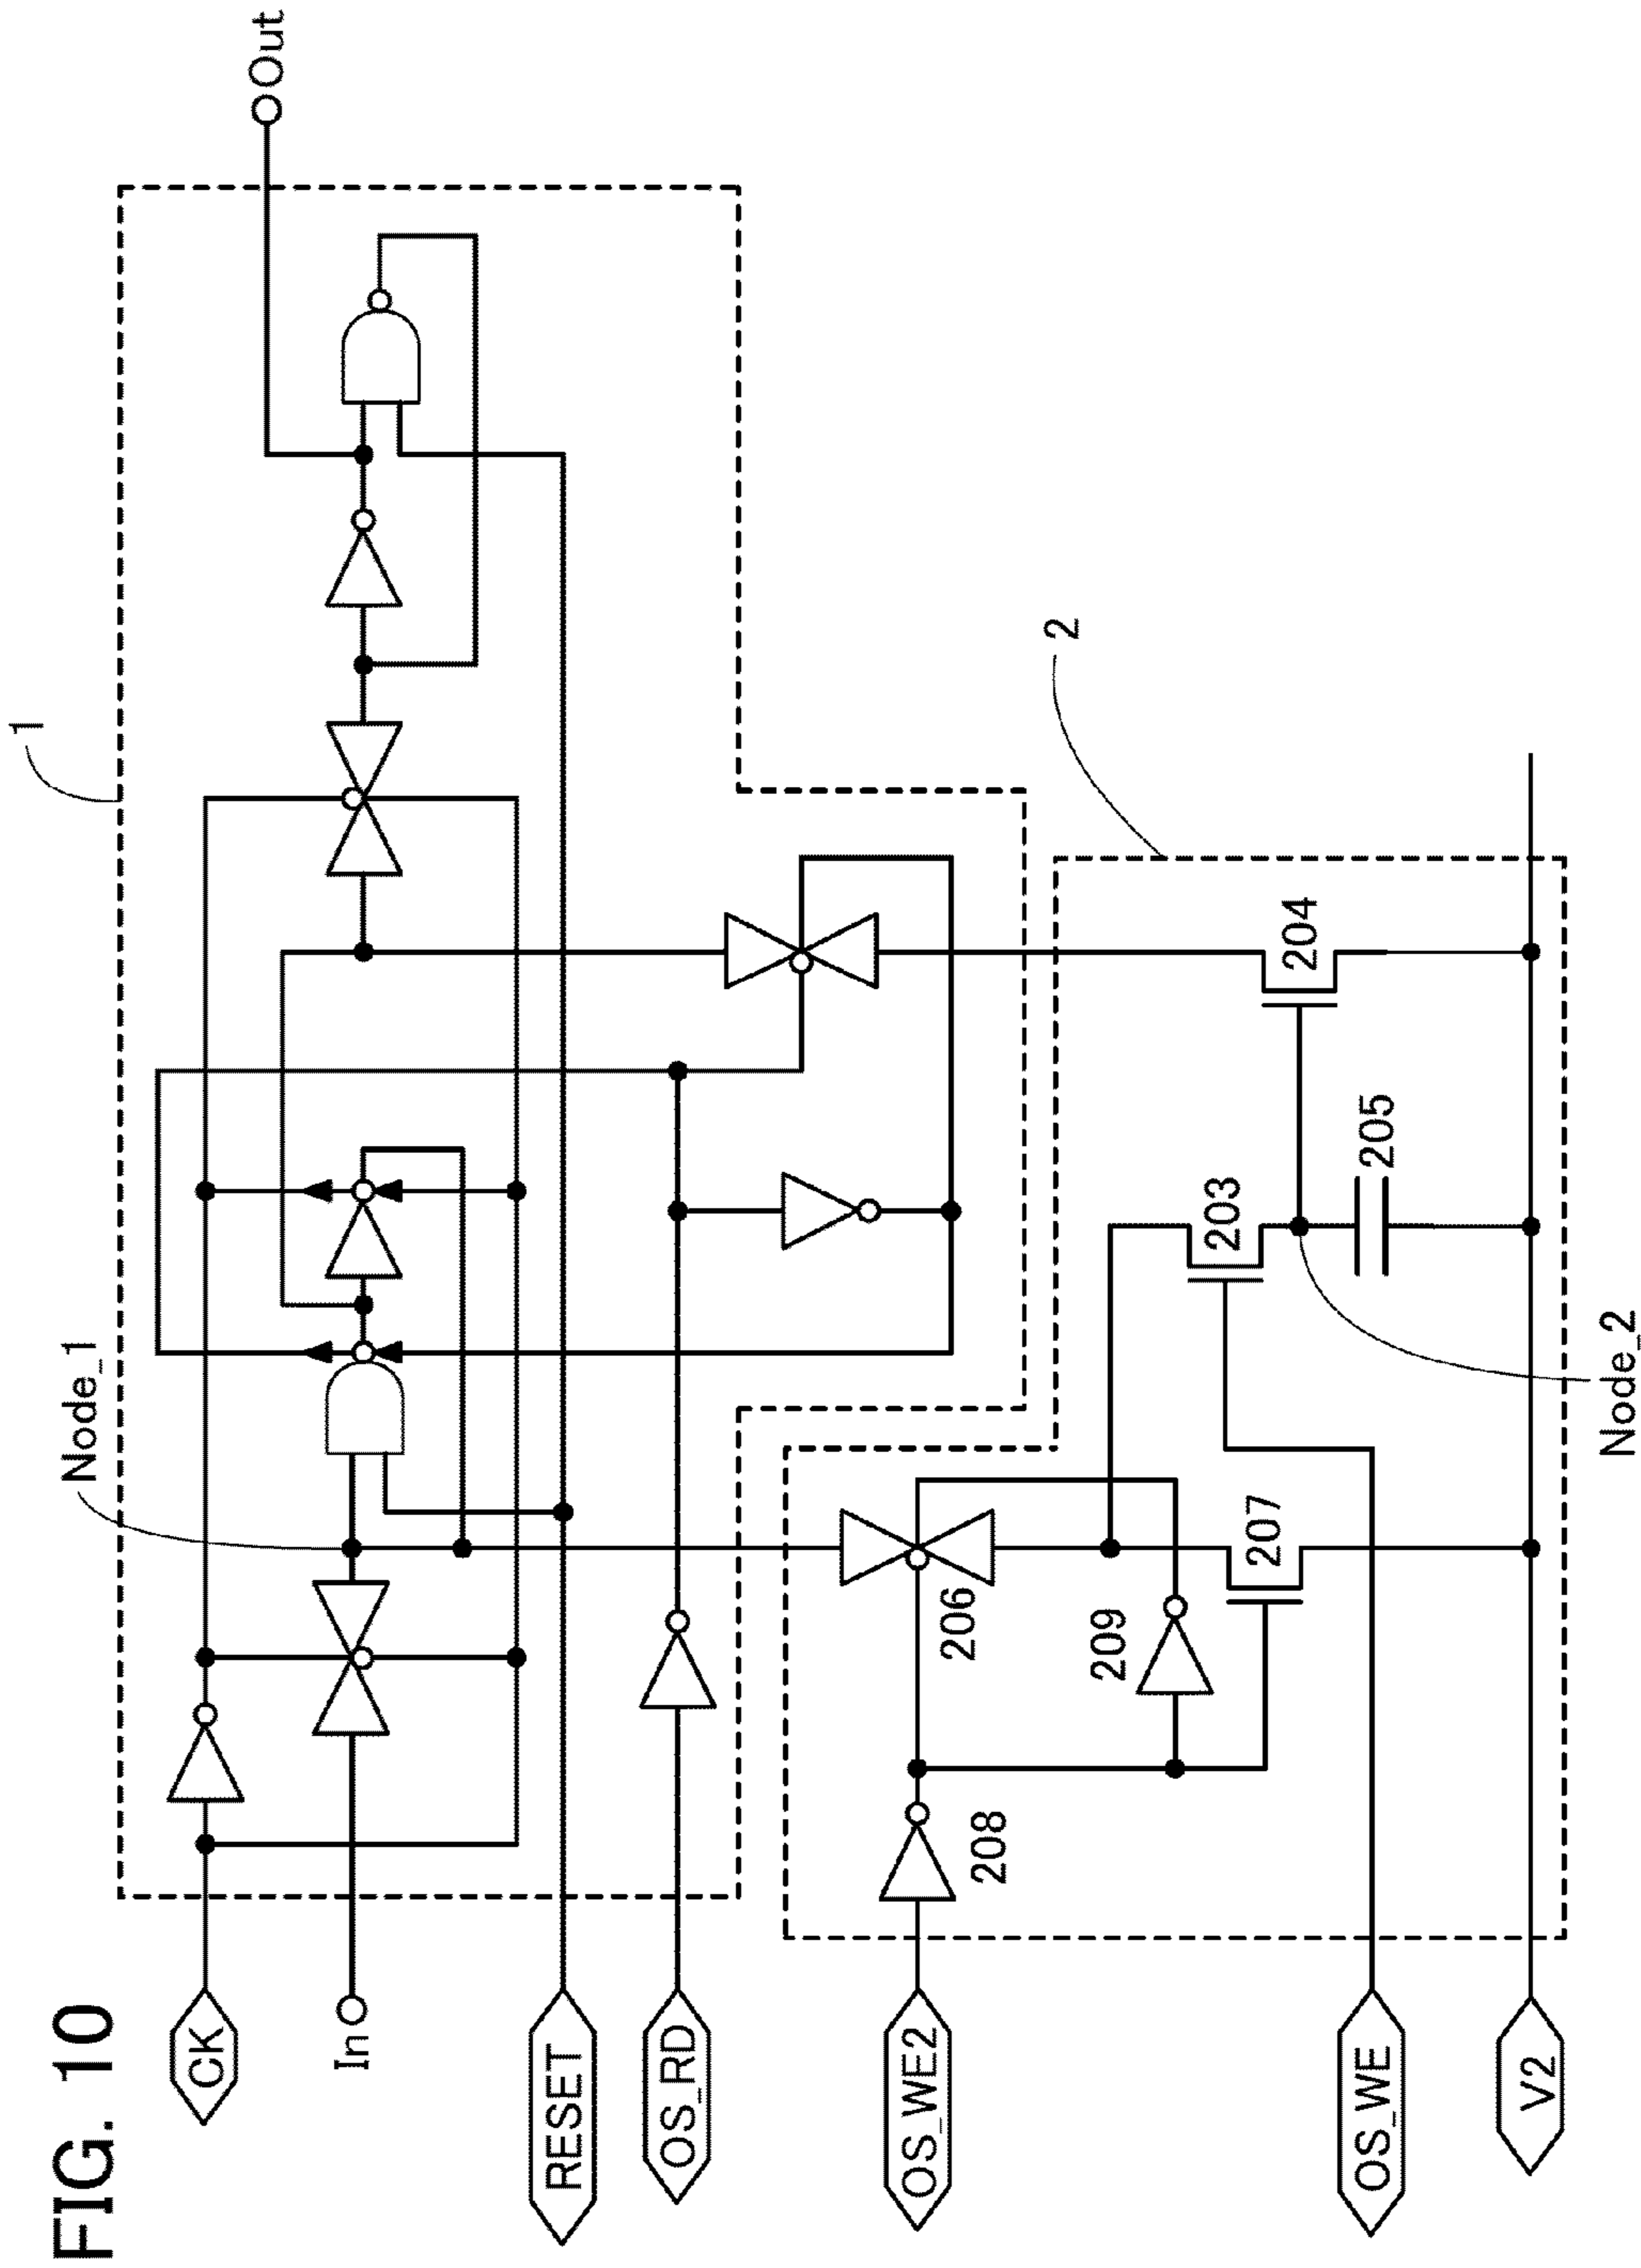 FIG. 10
1
Node_1
CK
In
Out
RESET
OS_RD
2
OS_WE2
206
208
209
207
203
204
205
OS_WE
V2
Node_2